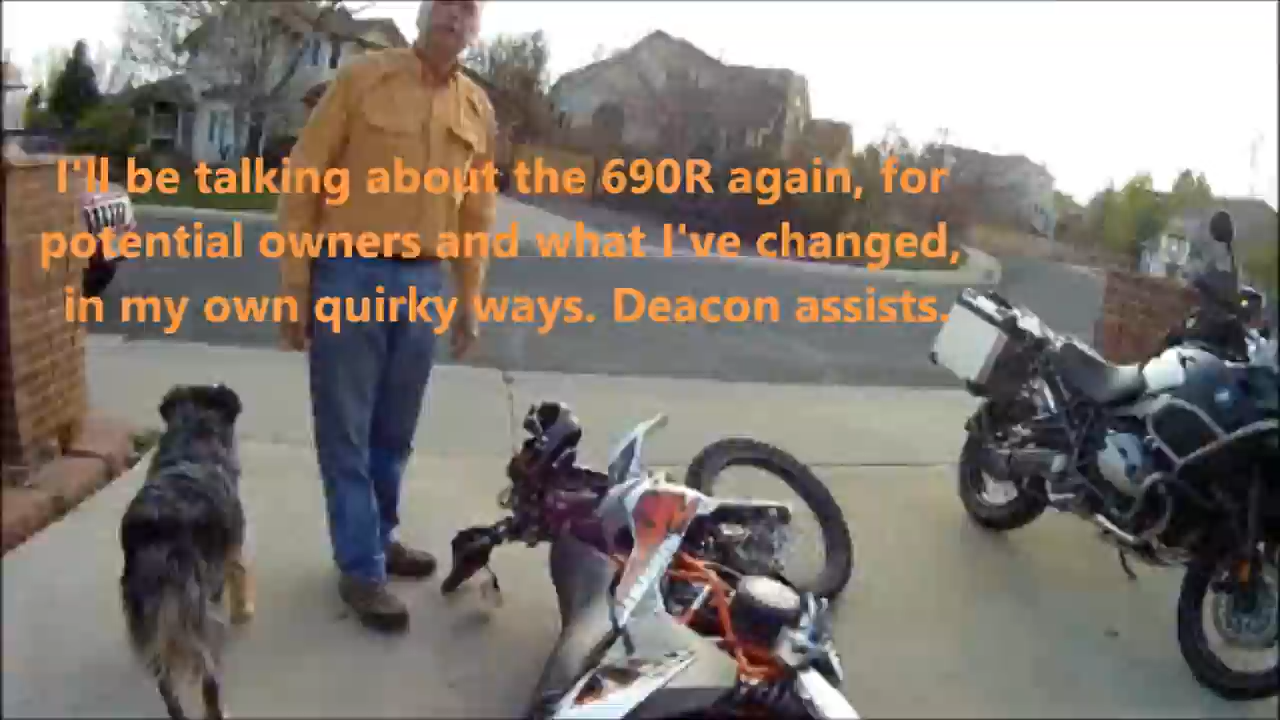 I'll be talking about the 690R again, for
potential owners and what I've changed,
in my own quirky ways. Deacon assists.